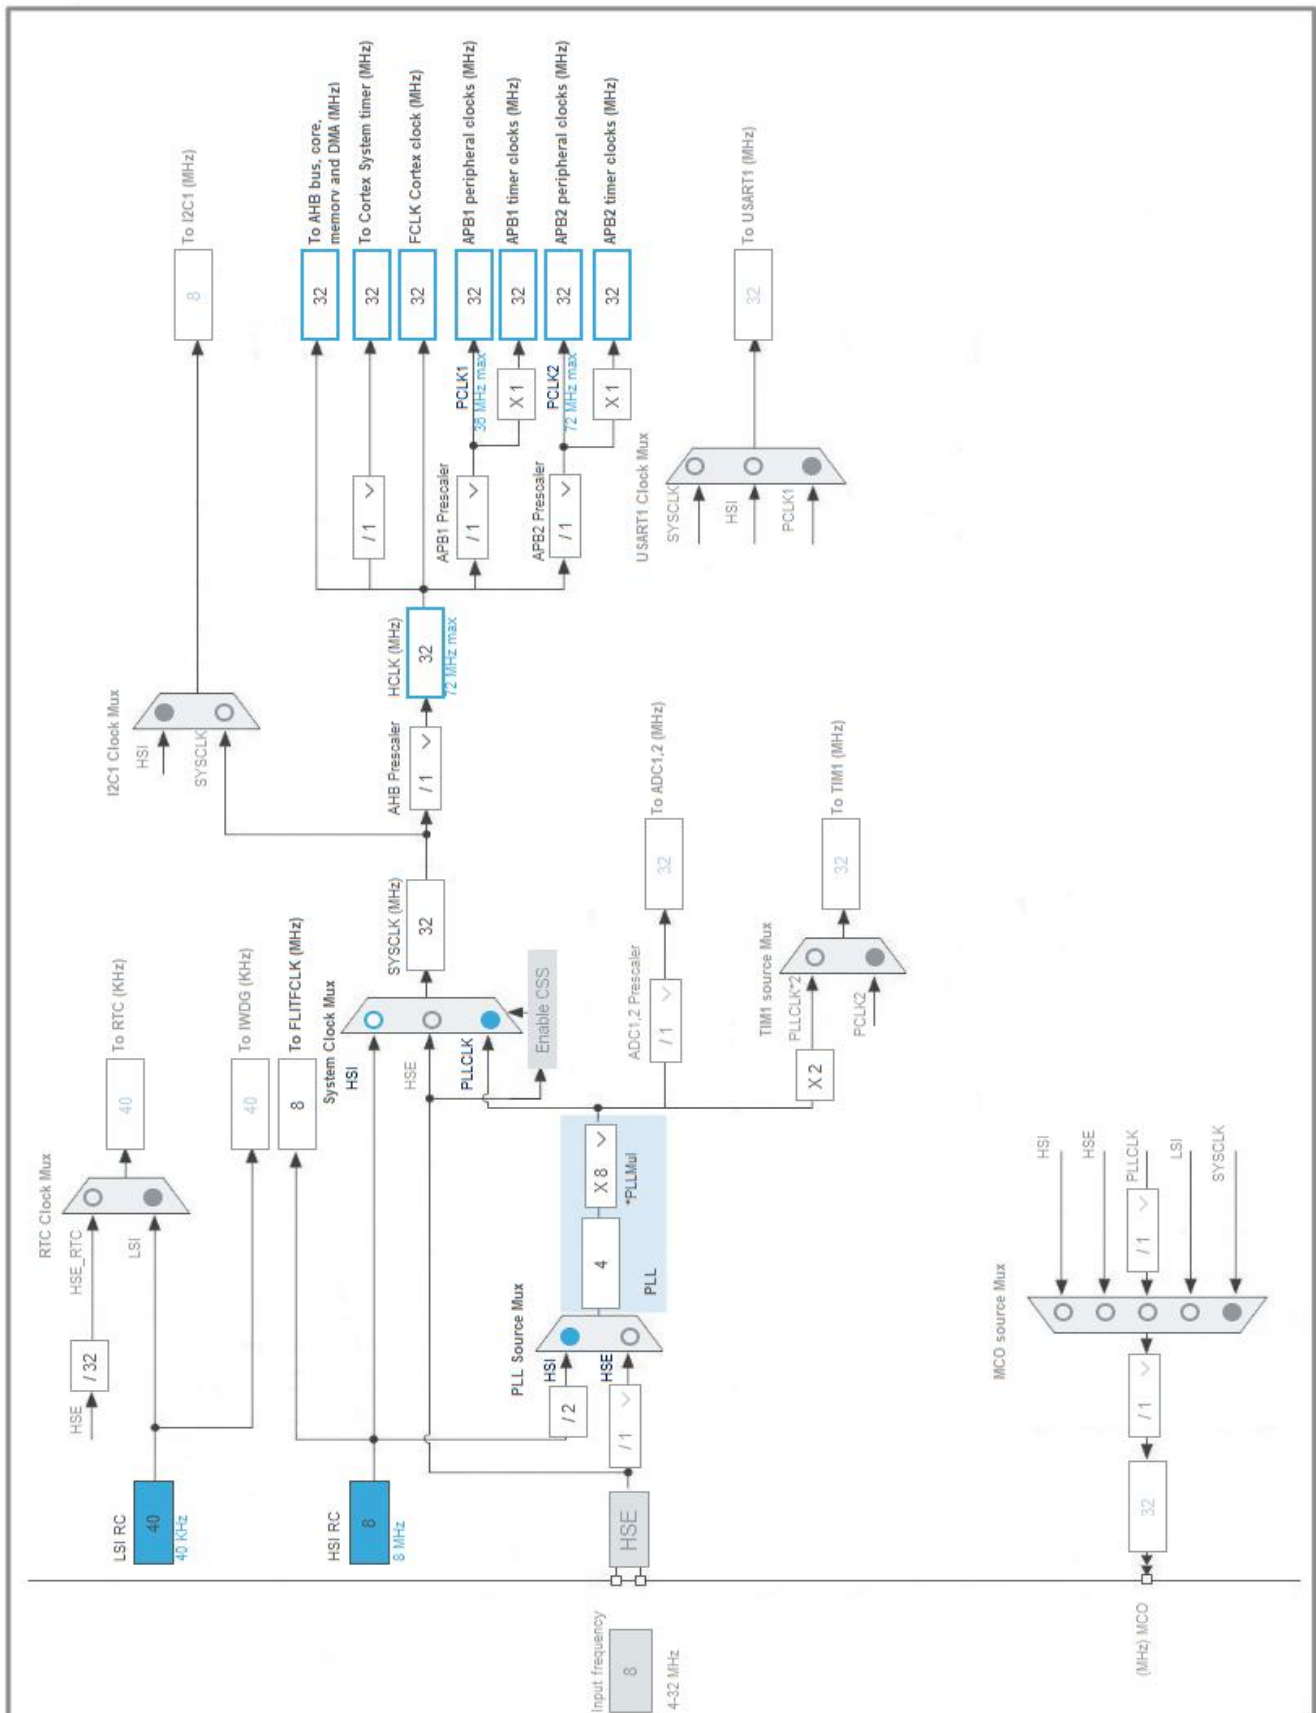 RTC Clock Mux
HSE
/ 32
HSE_RTC
LSI
40
To RTC (KHz)
LSI RC
40
40 KHz
40
To IWDG (KHz)
8
To FLITFCLK (MHz)
HSI RC
8
8 MHz
System Clock Mux
HSI
HSE
PLLCLK
Enable CSS
SYSCLK (MHz)
32
AHB Prescaler
/ 1
HCLK (MHz)
32
72 MHz max
I2C1 Clock Mux
HSI
SYSCLK
8
To I2C1 (MHz)
32
To AHB bus, core,
memory and DMA (MHz)
/ 1
32
To Cortex System timer (MHz)
32
FCLK Cortex clock (MHz)
APB1 Prescaler
/ 1
PCLK1
36 MHz max
32
APB1 peripheral clocks (MHz)
X 1
32
APB1 timer clocks (MHz)
APB2 Prescaler
/ 1
PCLK2
72 MHz max
32
APB2 peripheral clocks (MHz)
X 1
32
APB2 timer clocks (MHz)
PLL Source Mux
/ 2
HSI
HSE
/ 1
4
X 8
*PLLMul
PLL
Input frequency
8
4-32 MHz
HSE
ADC1,2 Prescaler
/ 1
32
To ADC1,2 (MHz)
TIM1 source Mux
X 2
PLLCLK*2
PCLK2
32
To TIM1 (MHz)
USART1 Clock Mux
SYSCLK
HSI
PCLK1
32
To USART1 (MHz)
MCO source Mux
HSI
HSE
PLLCLK
/ 1
LSI
SYSCLK
/ 1
32
(MHz) MCO